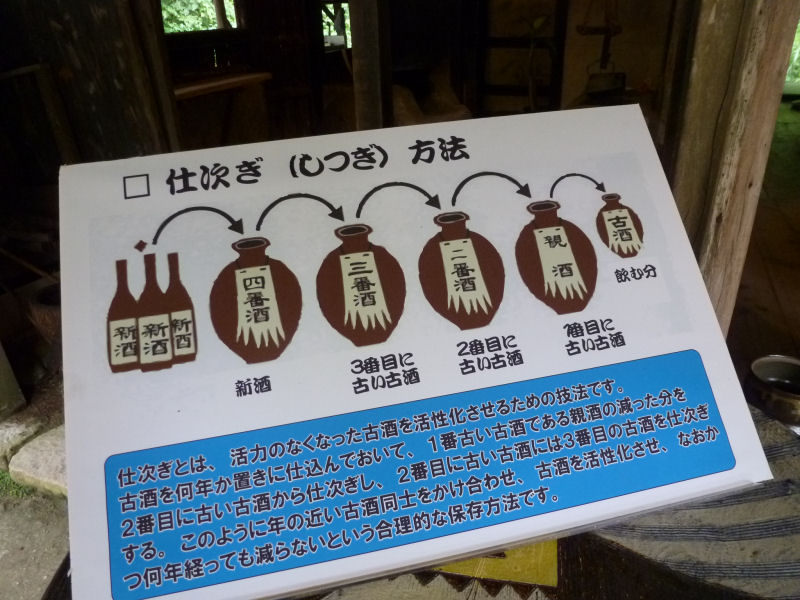 □ 仕次ぎ（しつぎ）方法
新酒
新酒
新酒
四番酒
三番酒
二番酒
親酒
古酒
新酒
3番目に
古い古酒
2番目に
古い古酒
1番目に
古い古酒
飲む分
仕次ぎとは、活力のなくなった古酒を活性化させるための技法です。
古酒を何年か置きに仕込んでおいて、1番古い古酒である親酒の減った分を
2番目に古い古酒から仕次ぎし、2番目に古い古酒には3番目の古酒を仕次ぎ
する。このように年の近い古酒同士をかけ合わせ、古酒を活性化させ、なおか
つ何年経っても減らないという合理的な保存方法です。